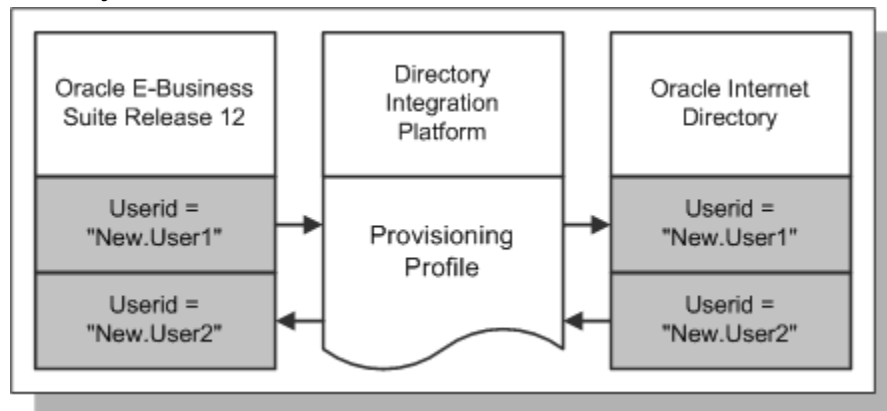 Oracle E-Business
Suite Release 12
Directory
Integration
Platform
Oracle Internet
Directory
Userid =
"New.User1"
Provisioning
Profile
Userid =
"New.User1"
Userid =
"New.User2"
Userid =
"New.User2"